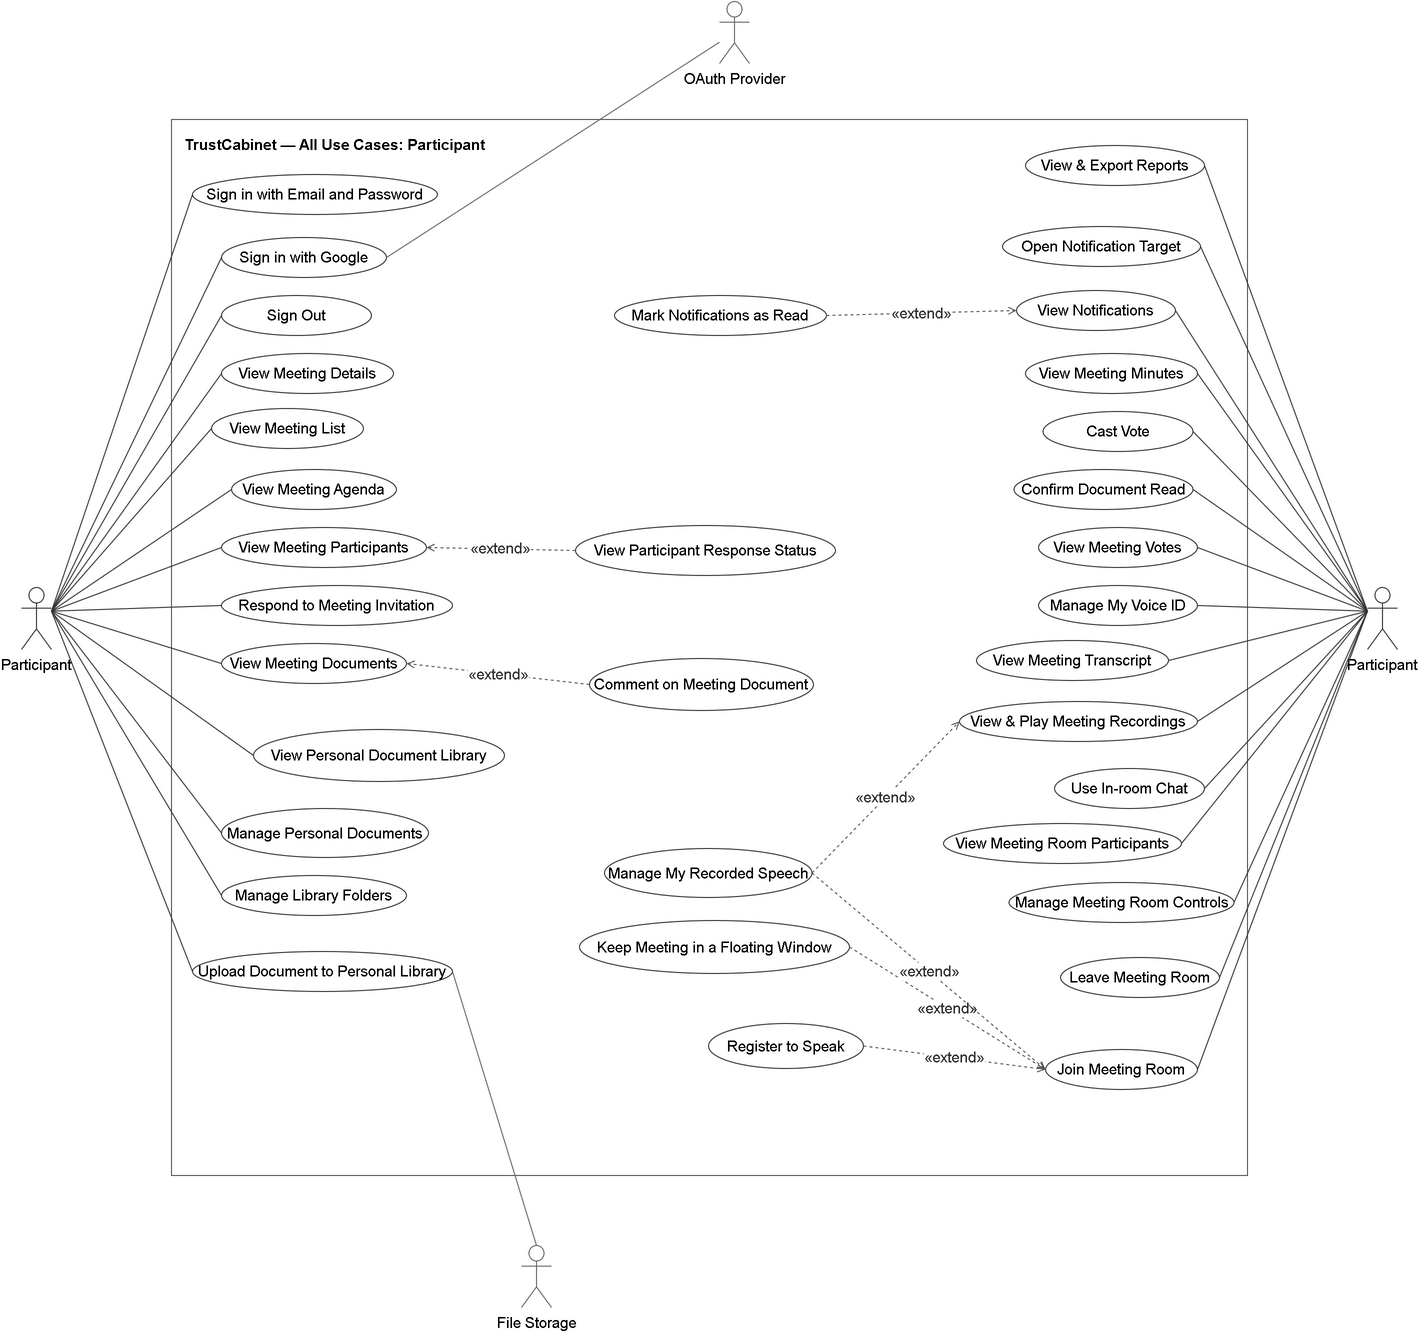 OAuth Provider
TrustCabinet — All Use Cases: Participant
Sign in with Email and Password
Sign in with Google
Sign Out
View Meeting Details
View Meeting List
View Meeting Agenda
View Meeting Participants
Respond to Meeting Invitation
View Meeting Documents
View Personal Document Library
Manage Personal Documents
Manage Library Folders
Upload Document to Personal Library
Participant
Mark Notifications as Read
«extend»
«extend»
View Participant Response Status
«extend»
Comment on Meeting Document
«extend»
Manage My Recorded Speech
Keep Meeting in a Floating Window
«extend»
«extend»
Register to Speak
«extend»
View & Export Reports
Open Notification Target
View Notifications
View Meeting Minutes
Cast Vote
Confirm Document Read
View Meeting Votes
Manage My Voice ID
View Meeting Transcript
View & Play Meeting Recordings
Use In-room Chat
View Meeting Room Participants
Manage Meeting Room Controls
Leave Meeting Room
Join Meeting Room
Participant
File Storage